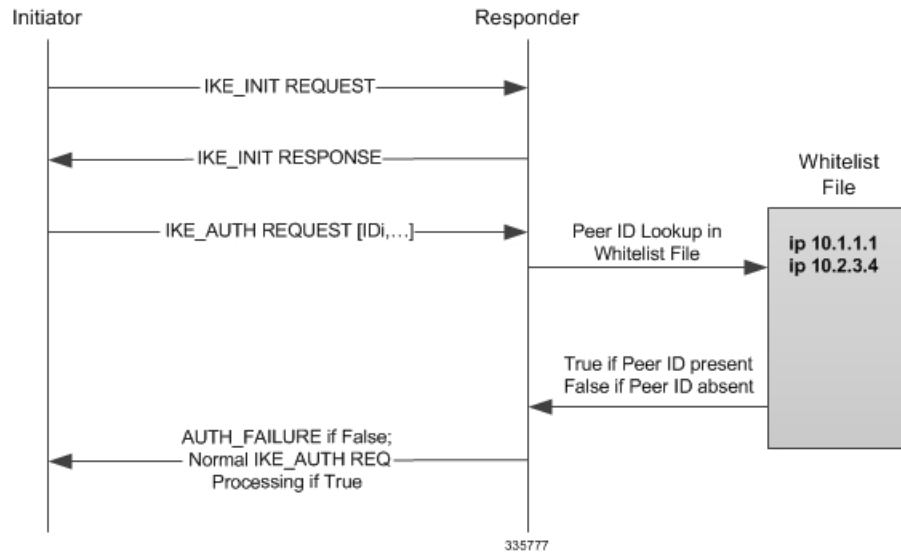 Initiator
Responder
IKE_INIT REQUEST
IKE_INIT RESPONSE
Whitelist
File
IKE_AUTH REQUEST [IDi,…]
Peer ID Lookup in
Whitelist File
ip 10.1.1.1
ip 10.2.3.4
True if Peer ID present
False if Peer ID absent
AUTH_FAILURE if False;
Normal IKE_AUTH REQ
Processing if True
335777